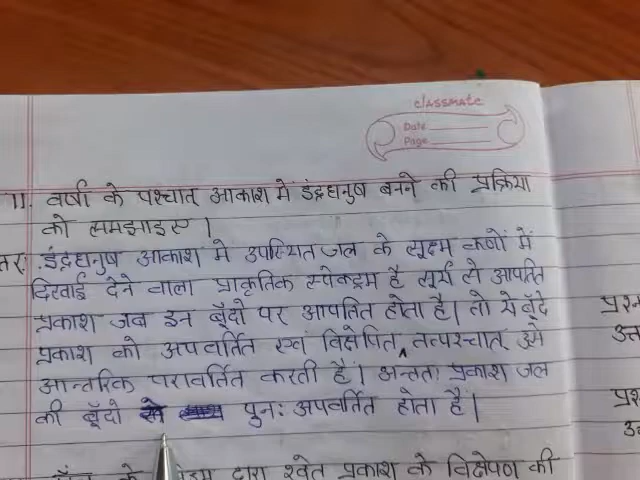 classmate
Date
Page
11. वर्षा के पश्चात् आकाश में इंद्रधनुष बनने की प्रक्रिया
को समझाइए।
तर: इंद्रधनुष आकाश मे उपस्थित जल के सूक्ष्म कणों में
दिखाई देने वाला प्राकृतिक स्पेक्ट्रम है सूर्य से आपतित
प्रकाश जब इन बूँदो पर आपतित होता है। तो ये बूँदे
प्रकाश को अपवर्तित एवं विक्षेपित, तत्पश्चात् उसे
आन्तरिक परावर्तित करती है। अन्ततः प्रकाश जल
की बूँदो से पुनः अपवर्तित होता है।
के द्वारा श्वेत प्रकाश के विक्षेपण की
प्रश्न
उत्त
प्रश
उ